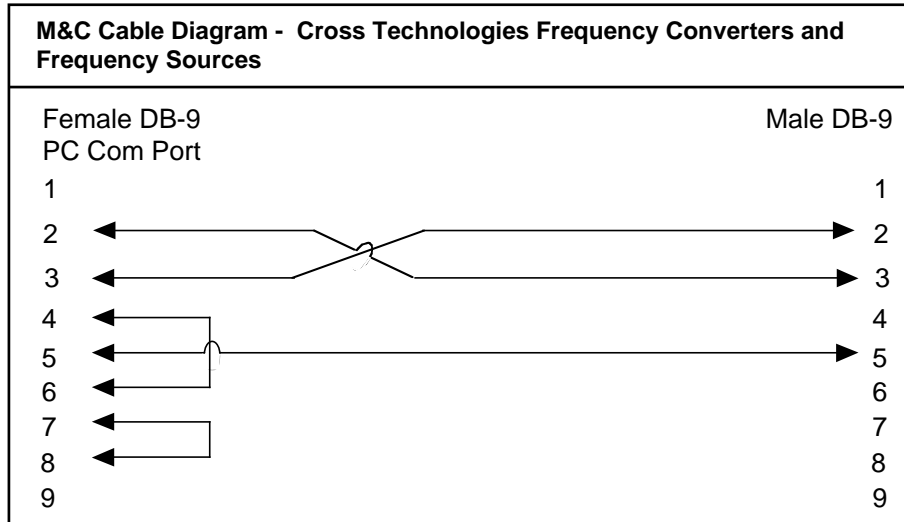 M&C Cable Diagram - Cross Technologies Frequency Converters and
Frequency Sources
Female DB-9
PC Com Port
Male DB-9
1 1
2 2
3 3
4 4
5 5
6 6
7 7
8 8
9 9